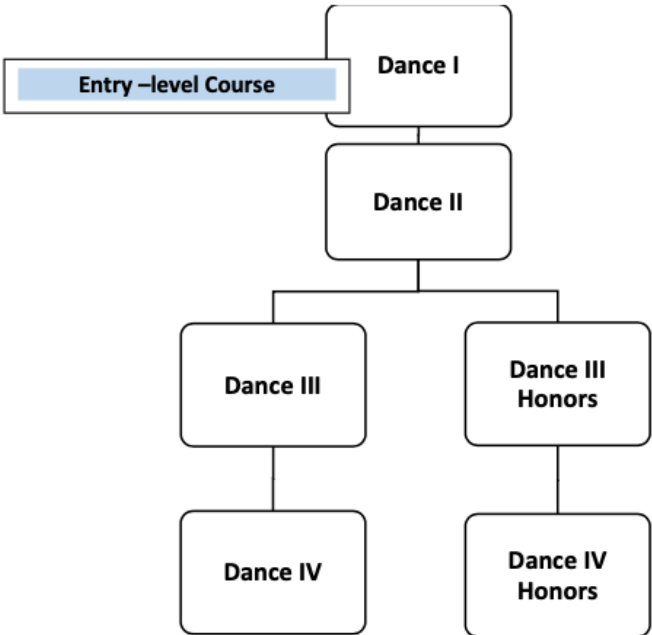 Dance I
Entry –level Course
Dance II
Dance III
Dance III
Honors
Dance IV
Dance IV
Honors